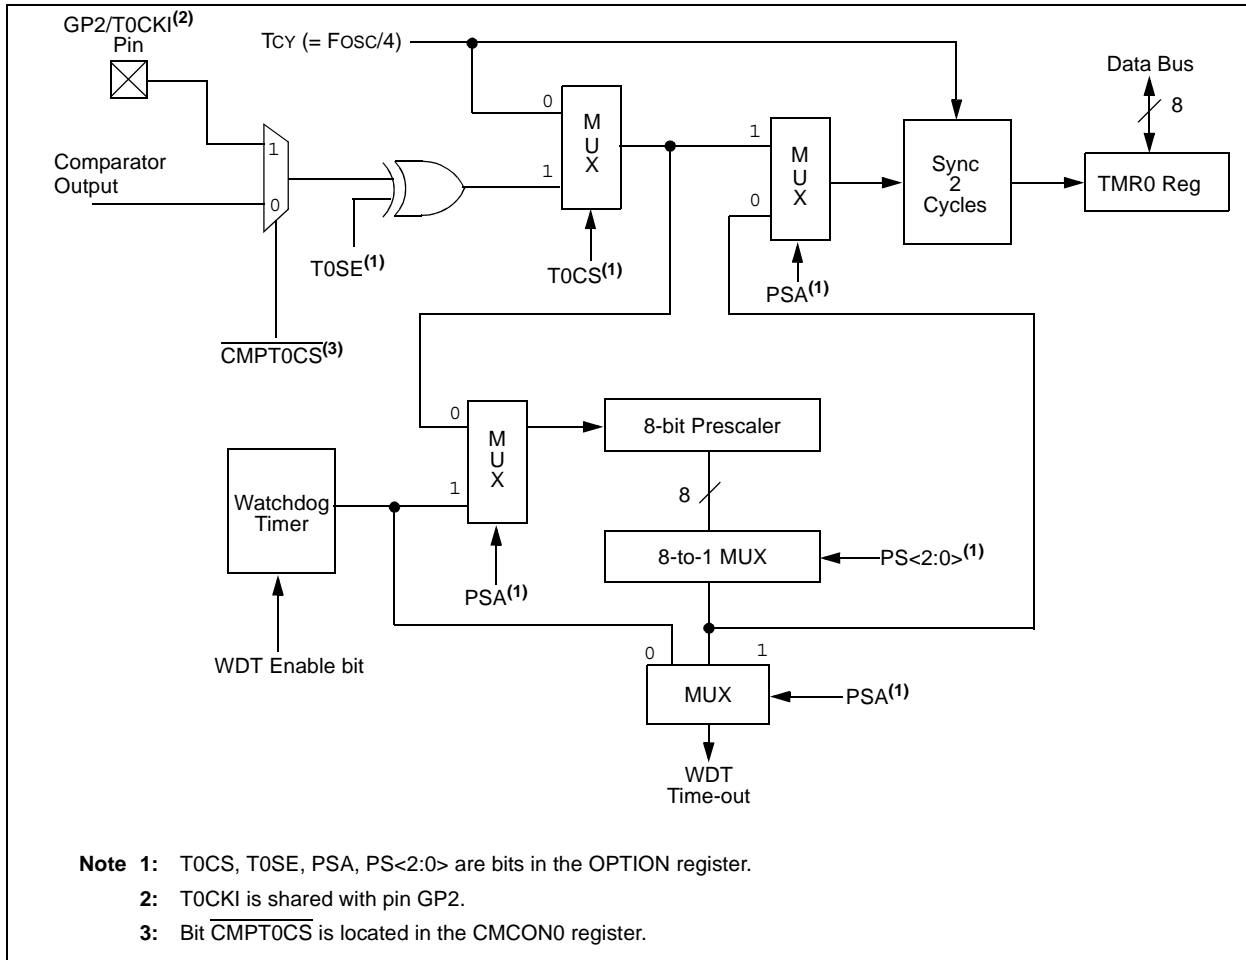 GP2/T0CKI(2)
Pin
TCY (= FOSC/4)
Data Bus
8
0
M
U
X
1
T0CS(1)
1
M
U
X
0
PSA(1)
Sync
2
Cycles
TMR0 Reg
1
0
Comparator
Output
T0SE(1)
CMPT0CS(3)
0
M
U
X
1
PSA(1)
8-bit Prescaler
8
8-to-1 MUX
PS<2:0>(1)
Watchdog
Timer
WDT Enable bit
0
1
MUX
PSA(1)
WDT
Time-out
Note 1: T0CS, T0SE, PSA, PS<2:0> are bits in the OPTION register.
2: T0CKI is shared with pin GP2.
3: Bit CMPT0CS is located in the CMCON0 register.